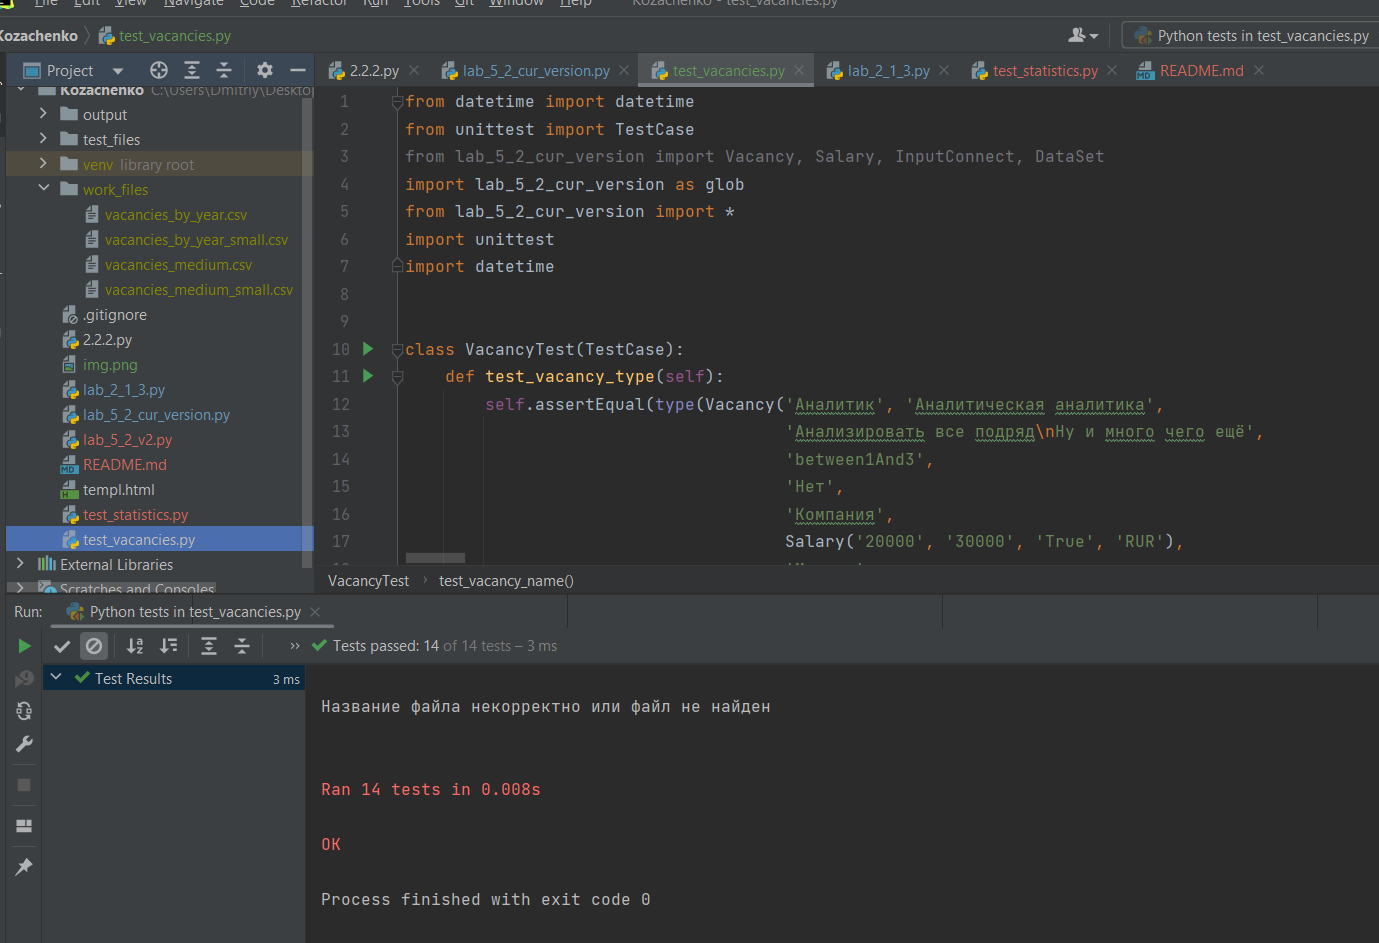 File Edit View Navigate Code Refactor Run Tools Git Window Help Kozachenko - test_vacancies.py
Kozachenko test_vacancies.py
Python tests in test_vacancies.py
Project
2.2.2.py lab_5_2_cur_version.py test_vacancies.py lab_2_1_3.py test_statistics.py README.md
Kozachenko C:\Users\Dmitriy\Deskto
output
test_files
venv library root
work_files
vacancies_by_year.csv
vacancies_by_year_small.csv
vacancies_medium.csv
vacancies_medium_small.csv
.gitignore
2.2.2.py
img.png
lab_2_1_3.py
lab_5_2_cur_version.py
lab_5_2_v2.py
README.md
templ.html
test_statistics.py
test_vacancies.py
External Libraries
Scratches and Consoles
1 from datetime import datetime
2 from unittest import TestCase
3 from lab_5_2_cur_version import Vacancy, Salary, InputConnect, DataSet
4 import lab_5_2_cur_version as glob
5 from lab_5_2_cur_version import *
6 import unittest
7 import datetime
8
9
10 class VacancyTest(TestCase):
11 def test_vacancy_type(self):
12 self.assertEqual(type(Vacancy('Аналитик', 'Аналитическая аналитика',
13 'Анализировать все подряд\nНу и много чего ещё',
14 'between1And3',
15 'Нет',
16 'Компания',
17 Salary('20000', '30000', 'True', 'RUR'),
VacancyTest test_vacancy_name()
Run: Python tests in test_vacancies.py
Tests passed: 14 of 14 tests – 3 ms
Test Results 3 ms
Название файла некорректно или файл не найден
Ran 14 tests in 0.008s
OK
Process finished with exit code 0